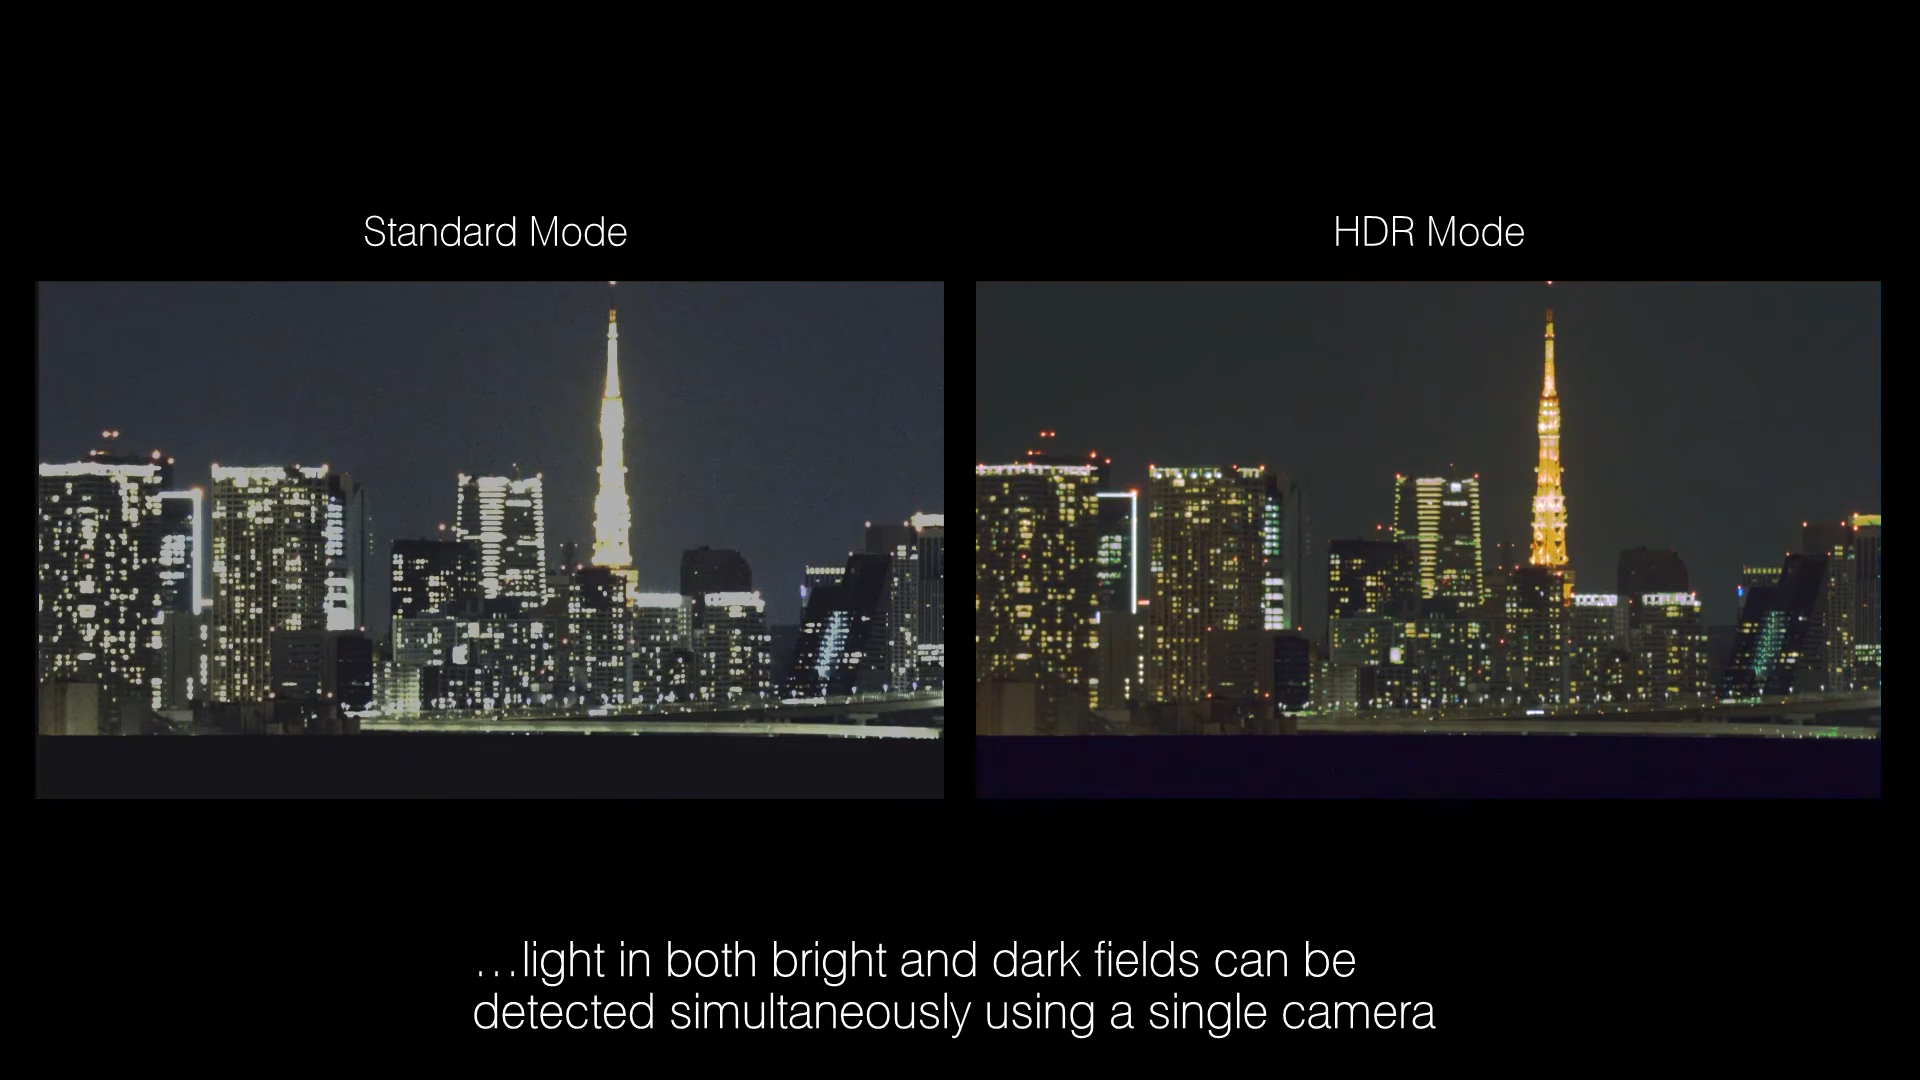 Standard Mode
HDR Mode
…light in both bright and dark fields can be
detected simultaneously using a single camera